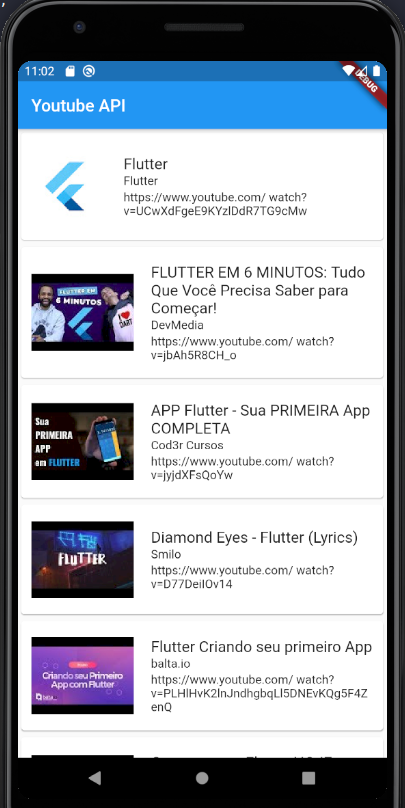 11:02
DEBUG
Youtube API
Flutter
Flutter
https://www.youtube.com/ watch?
v=UCwXdFgeE9KYzlDdR7TG9cMw
FLUTTER EM
6 MINUTOS
I
DART
FLUTTER EM 6 MINUTOS: Tudo
Que Você Precisa Saber para
Começar!
DevMedia
https://www.youtube.com/ watch?
v=jbAh5R8CH_o
Sua
PRIMEIRA
APP
em FLUTTER
APP Flutter - Sua PRIMEIRA App
COMPLETA
Cod3r Cursos
https://www.youtube.com/ watch?
v=jyjdXFsQoYw
FLUTTER
Diamond Eyes - Flutter (Lyrics)
Smilo
https://www.youtube.com/ watch?
v=D77DeilOv14
Criando seu Primeiro
App com Flutter
balta
Flutter Criando seu primeiro App
balta.io
https://www.youtube.com/ watch?
v=PLHlHvK2lnJndhgbqLl5DNEvKQg5F4Z
enQ